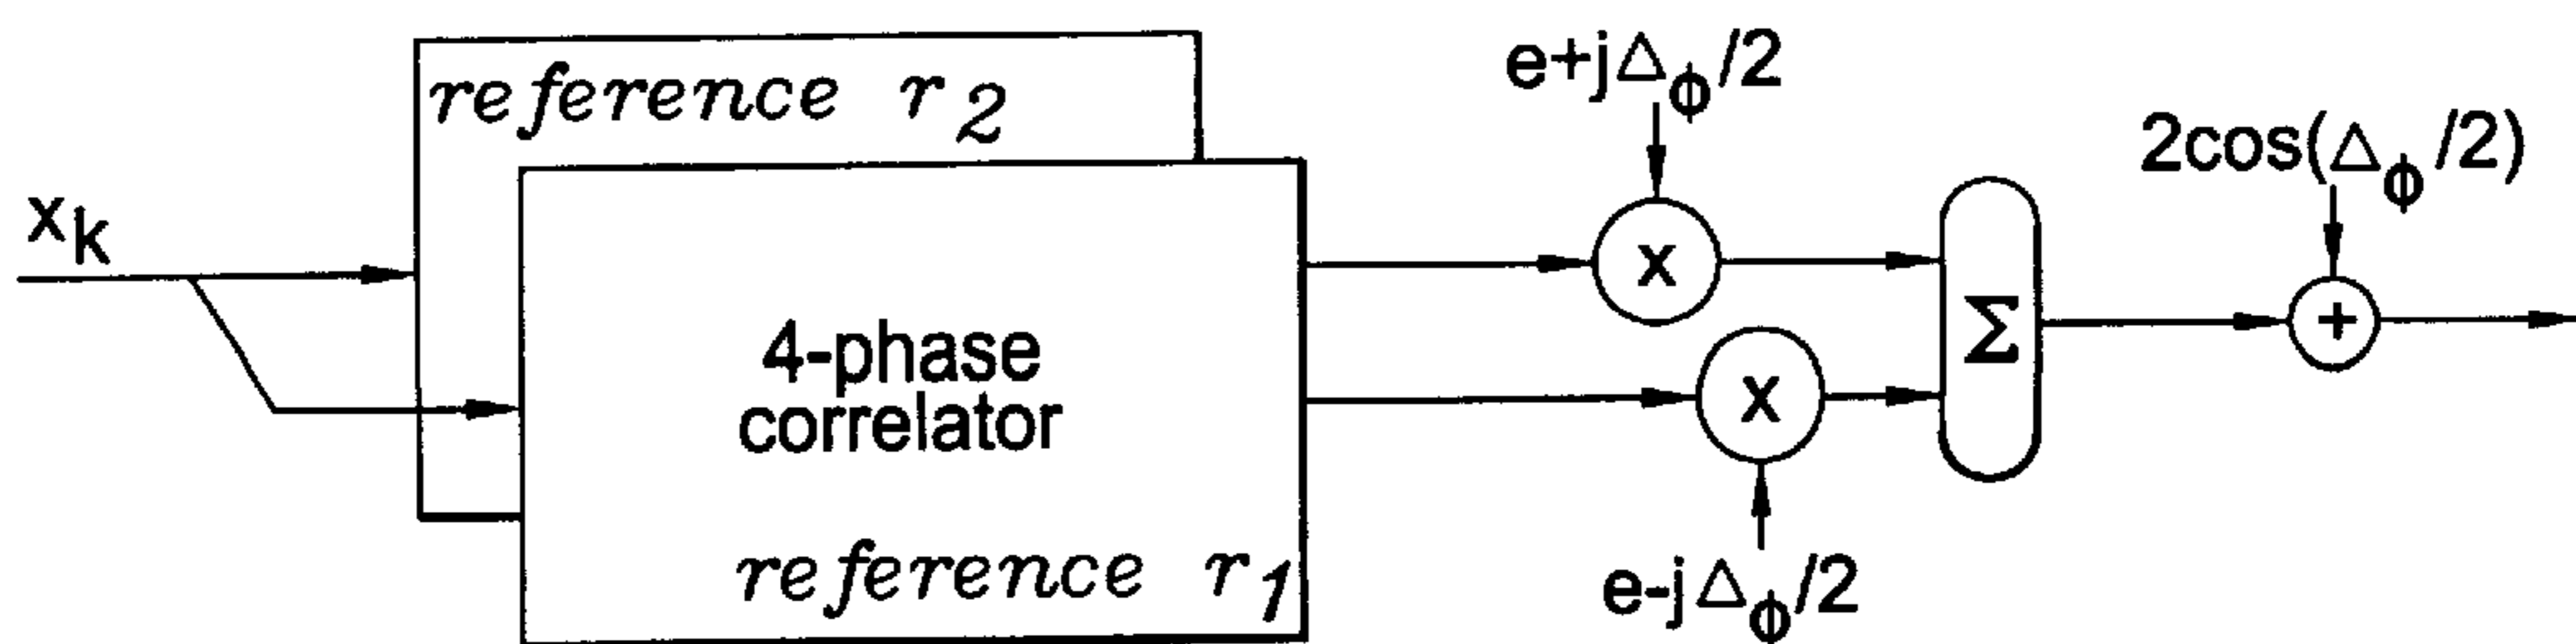 reference r2
e+jΔϕ/2
2cos(Δϕ/2)
xk
x
4-phase
correlator
Σ
+
x
reference r1
e-jΔϕ/2